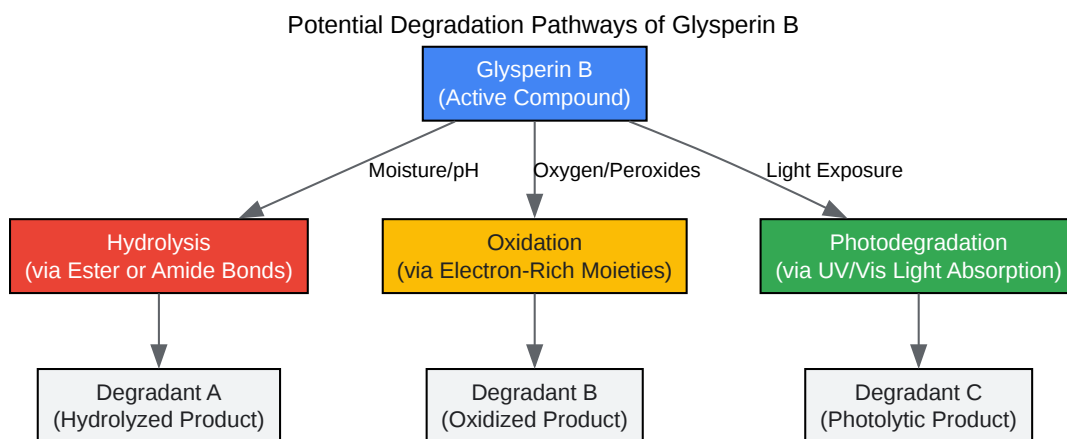 Potential Degradation Pathways of Glysperin B
Glysperin B
(Active Compound)
Moisture/pH
Oxygen/Peroxides
Light Exposure
Hydrolysis
(via Ester or Amide Bonds)
Oxidation
(via Electron-Rich Moieties)
Photodegradation
(via UV/Vis Light Absorption)
Degradant A
(Hydrolyzed Product)
Degradant B
(Oxidized Product)
Degradant C
(Photolytic Product)